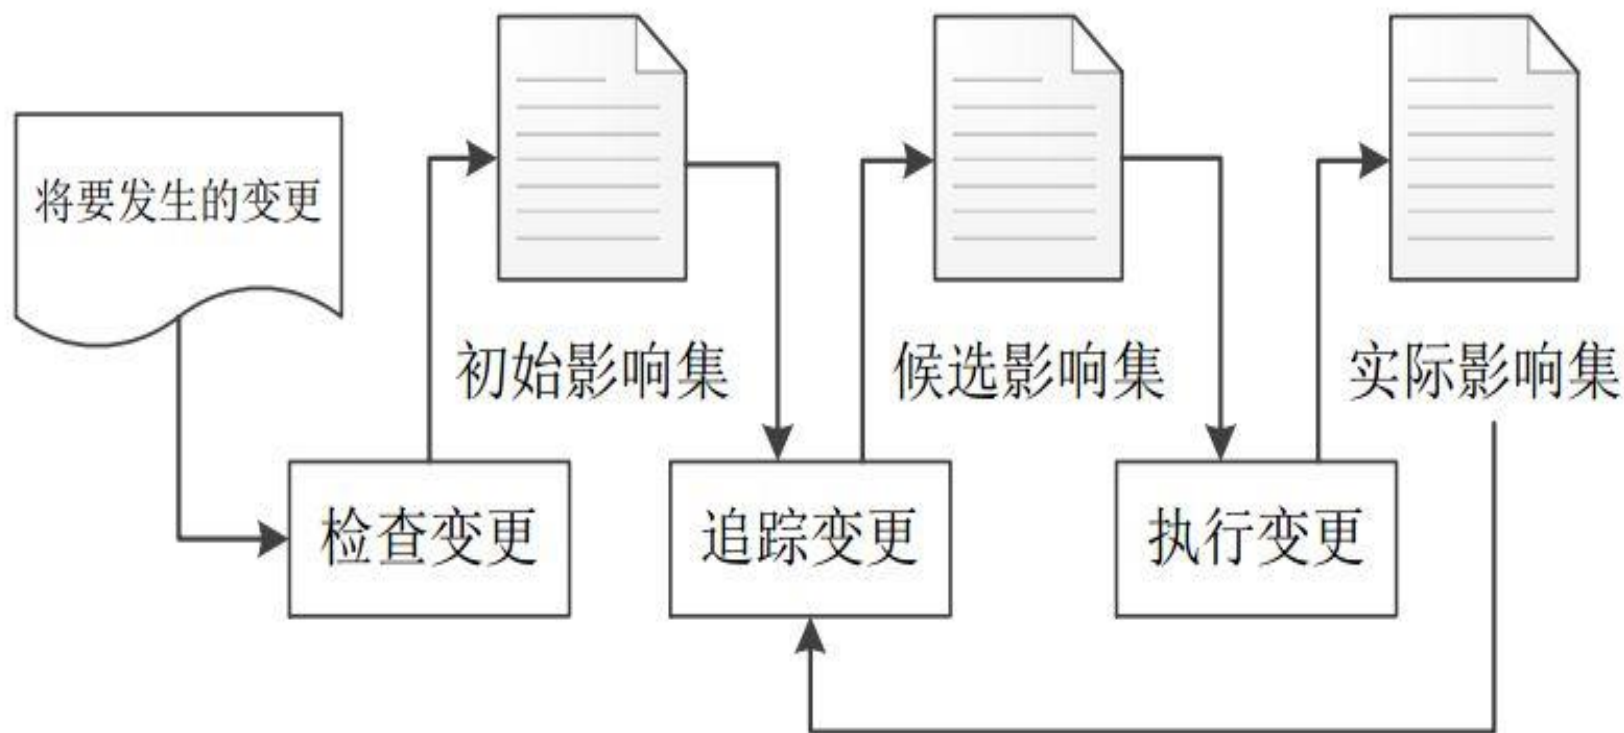 将要发生的变更
初始影响集
候选影响集
实际影响集
检查变更
追踪变更
执行变更